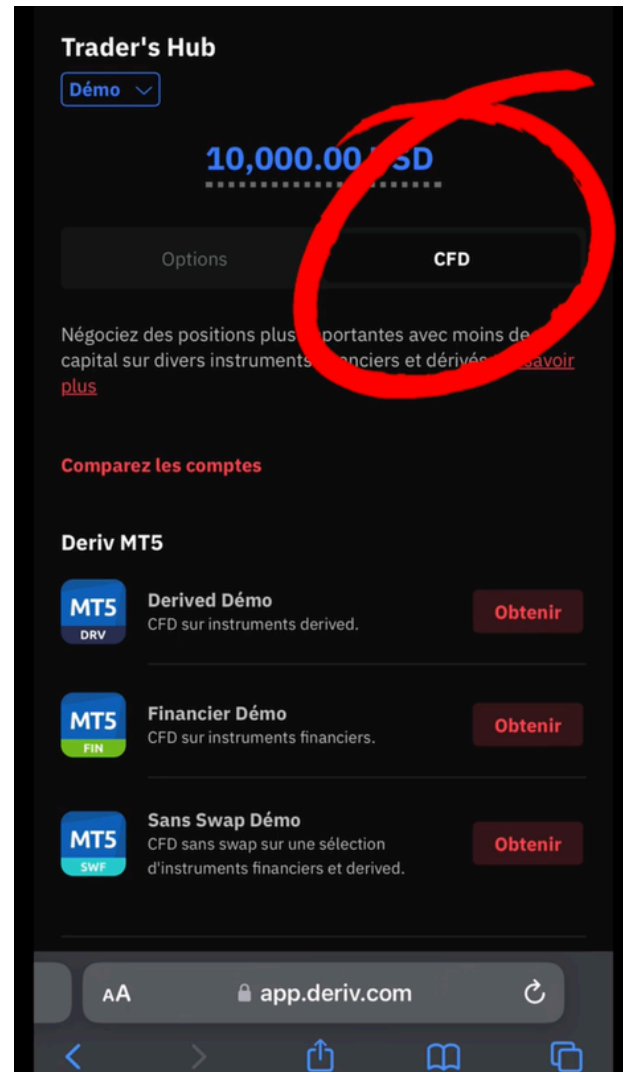 Trader's Hub
Démo
10,000.00 USD
Options
CFD
Négociez des positions plus importantes avec moins de
capital sur divers instruments financiers et dérivés. savoir
plus
Comparez les comptes
Deriv MT5
MT5
DRV
Derived Démo
CFD sur instruments derived.
Obtenir
MT5
FIN
Financier Démo
CFD sur instruments financiers.
Obtenir
MT5
SWF
Sans Swap Démo
CFD sans swap sur une sélection
d'instruments financiers et derived.
Obtenir
AA
app.deriv.com